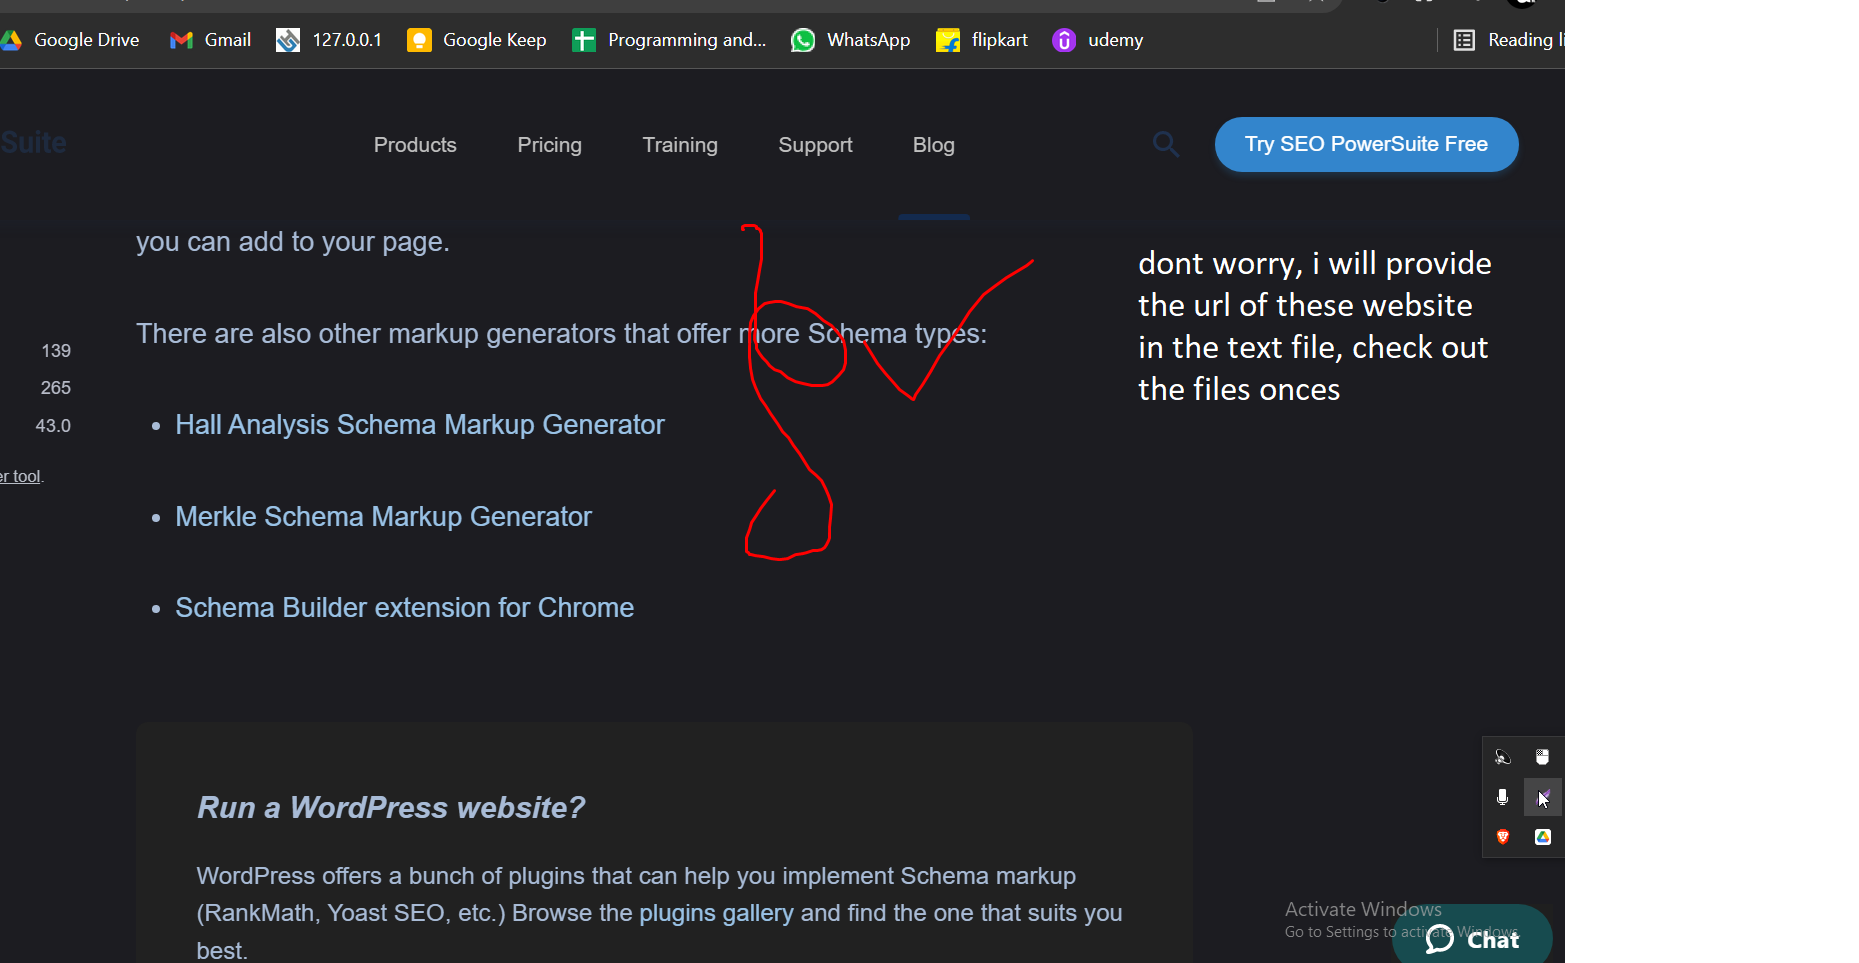 Google Drive
Gmail
127.0.0.1
Google Keep
Programming and...
WhatsApp
flipkart
udemy
Reading li
Suite
Products
Pricing
Training
Support
Blog
Try SEO PowerSuite Free
you can add to your page.
There are also other markup generators that offer more Schema types:
139
265
43.0
er tool.
Hall Analysis Schema Markup Generator
Merkle Schema Markup Generator
Schema Builder extension for Chrome
dont worry, i will provide
the url of these website
in the text file, check out
the files onces
Run a WordPress website?
WordPress offers a bunch of plugins that can help you implement Schema markup
(RankMath, Yoast SEO, etc.) Browse the plugins gallery and find the one that suits you
best.
Activate Windows
Go to Settings to activate Windows.
Chat